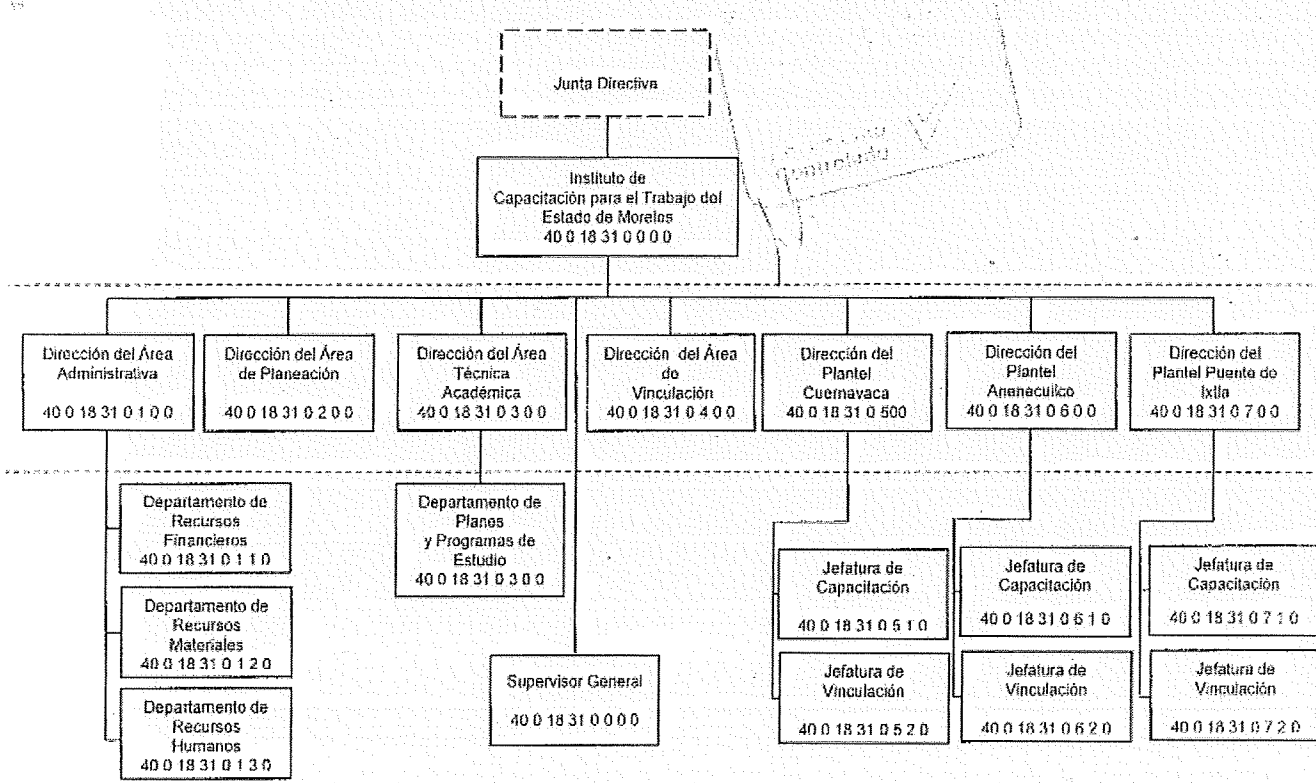 Junta Directiva
Instituto de
Capacitación para el Trabajo del
Estado de Morelos
40 0 18 31 0 0 0 0
Dirección del Área
Administrativa
40 0 18 31 0 1 0 0
Dirección del Área
de Planeación
40 0 18 31 0 2 0 0
Dirección del Área
Técnica
Académica
40 0 18 31 0 3 0 0
Dirección del Área
de
Vinculación
40 0 18 31 0 4 0 0
Dirección del
Plantel
Cuernavaca
40 0 18 31 0 500
Dirección del
Plantel
Anenecuilco
40 0 18 31 0 6 0 0
Dirección del
Plantel Puente de
Ixtla
40 0 18 31 0 7 0 0
Departamento de
Recursos
Financieros
40 0 18 31 0 1 1 0
Departamento de
Recursos
Materiales
40 0 18 31 0 1 2 0
Departamento de
Recursos
Humanos
40 0 18 31 0 1 3 0
Departamento de
Planes
y Programas de
Estudio
40 0 18 31 0 3 0 0
Supervisor General
40 0 18 31 0 0 0 0
Jefatura de
Capacitación
40 0 18 31 0 5 1 0
Jefatura de
Vinculación
40 0 18 31 0 5 2 0
Jefatura de
Capacitación
40 0 18 31 0 6 1 0
Jefatura de
Vinculación
40 0 18 31 0 6 2 0
Jefatura de
Capacitación
40 0 18 31 0 7 1 0
Jefatura de
Vinculación
40 0 18 31 0 7 2 0